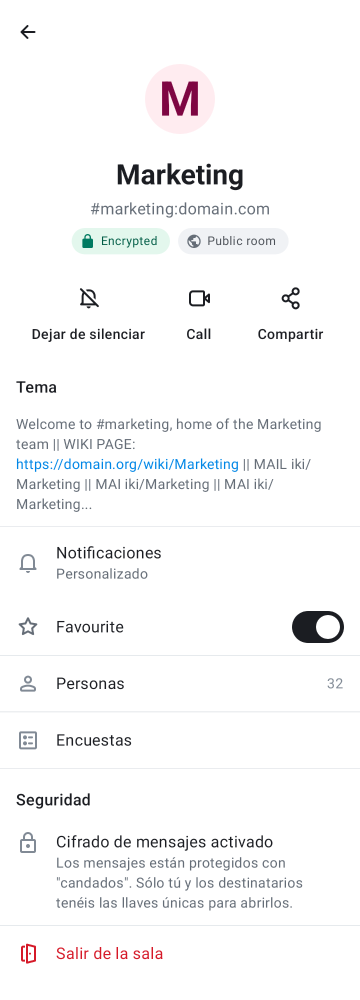 M
Marketing
#marketing:domain.com
Encrypted Public room
Dejar de silenciar Call Compartir
Tema
Welcome to #marketing, home of the Marketing
team || WIKI PAGE:
https://domain.org/wiki/Marketing || MAIL iki/
Marketing || MAI iki/Marketing || MAI iki/
Marketing...
Notificaciones
Personalizado
Favourite
Personas 32
Encuestas
Seguridad
Cifrado de mensajes activado
Los mensajes están protegidos con
"candados". Sólo tú y los destinatarios
tenéis las llaves únicas para abrirlos.
Salir de la sala